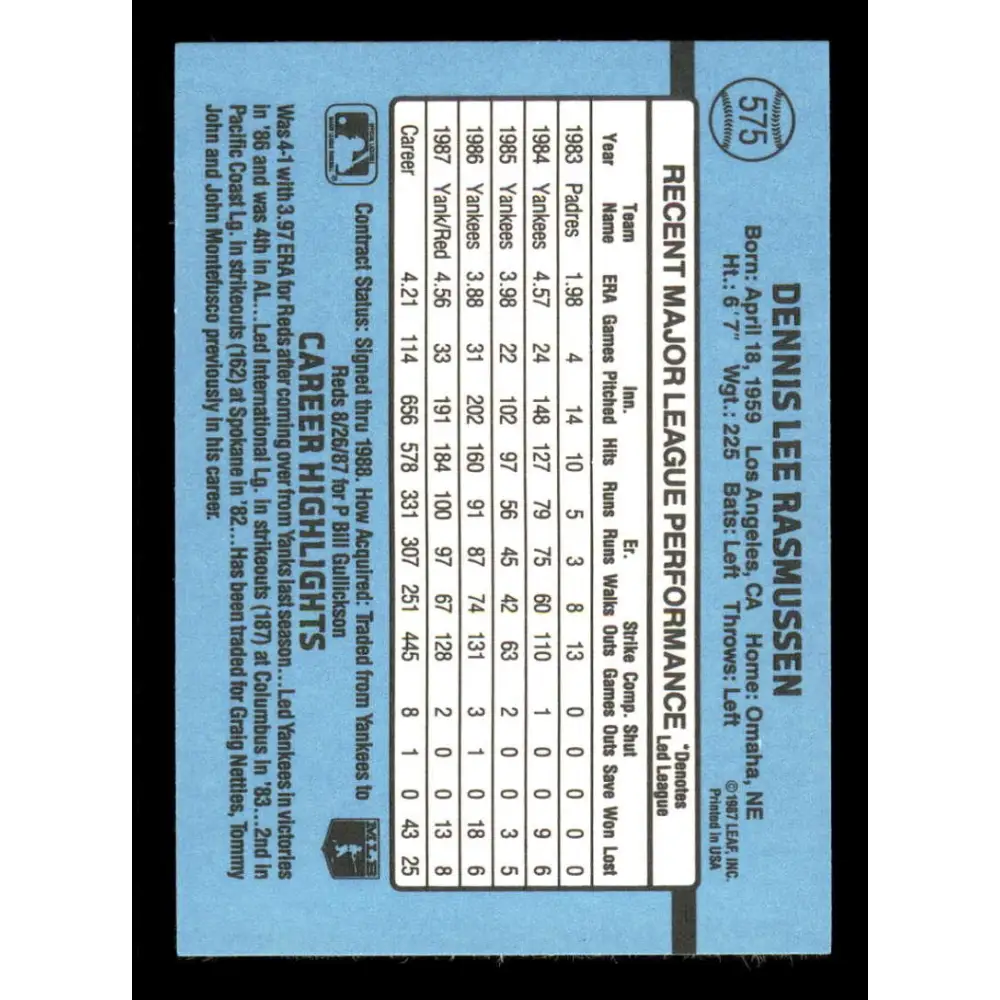 575
DENNIS LEE RASMUSSEN
Born: April 18, 1959 Los Angeles, CA Home: Omaha, NE
Ht.: 6'7" Wgt.: 225 Bats: Left Throws: Left
©1987 LEAF, INC.
Printed in USA
RECENT MAJOR LEAGUE PERFORMANCE *Denotes Led League
Year Team Name ERA Games Inn. Pitched Hits Runs Er. Runs Walks Strike Outs Comp. Games Shut Outs Save Won Lost
1983 Padres 1.98 4 14 10 5 3 8 13 0 0 0 0 0
1984 Yankees 4.57 24 148 127 79 75 60 110 1 0 0 9 6
1985 Yankees 3.98 22 102 97 56 45 42 63 2 0 0 3 5
1986 Yankees 3.88 31 202 160 91 87 74 131 3 1 0 18 6
1987 Yank/Red 4.56 33 191 184 100 97 67 128 2 0 0 13 8
Career 4.21 114 656 578 331 307 251 445 8 1 0 43 25
Contract Status: Signed thru 1988. How Acquired: Traded from Yankees to
Reds 8/26/87 for P Bill Gullickson
MLB
CAREER HIGHLIGHTS
Was 4-1 with 3.97 ERA for Reds after coming over from Yanks last season...Led Yankees in victories
in '86 and was 4th in AL...Led International Lg. in strikeouts (187) at Columbus in '83...2nd in
Pacific Coast Lg. in strikeouts (162) at Spokane in '82...Has been traded for Graig Nettles, Tommy
John and John Montefusco previously in his career.